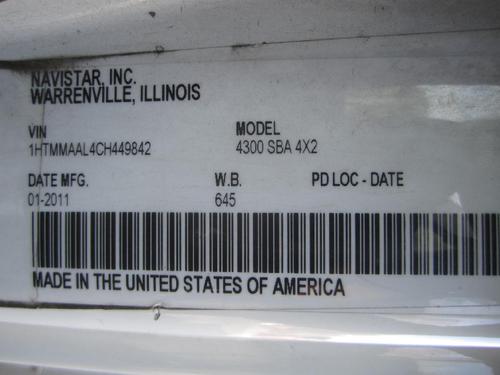 NAVISTAR, INC.
WARRENVILLE, ILLINOIS
VIN MODEL
1HTMMAAL4CH449842 4300 SBA 4X2
DATE MFG. W.B. PD LOC - DATE
01-2011 645
MADE IN THE UNITED STATES OF AMERICA